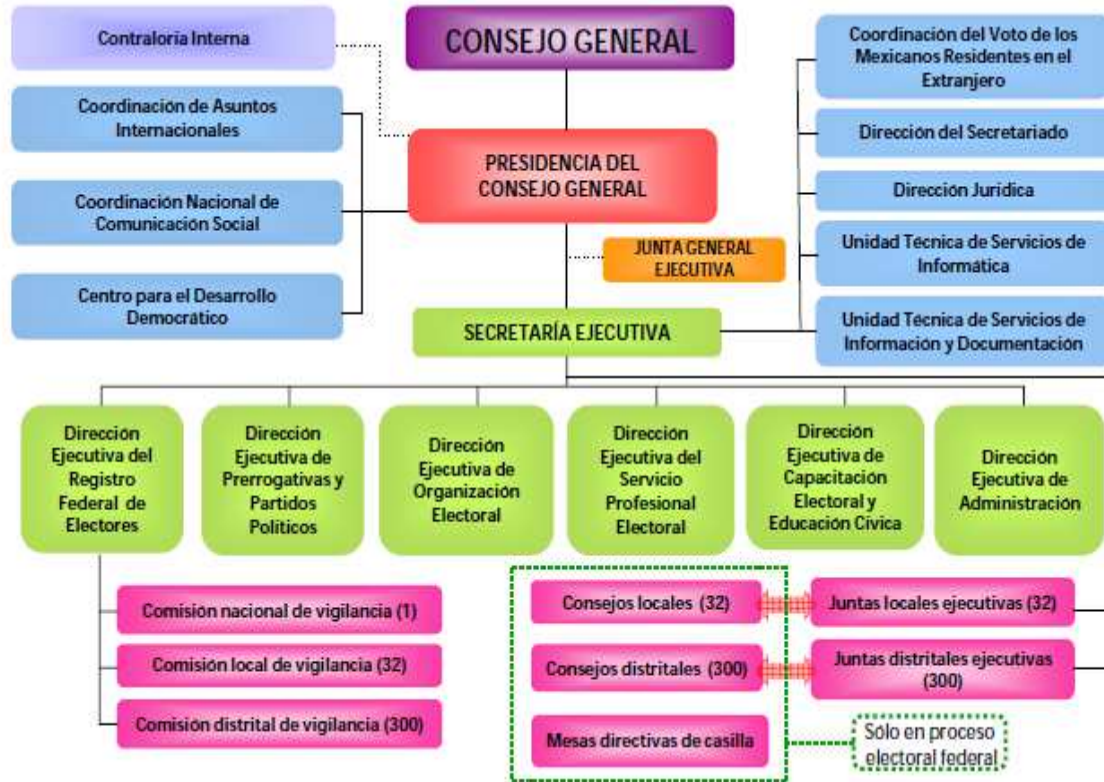 Contraloría Interna
CONSEJO GENERAL
Coordinación del Voto de los
Mexicanos Residentes en el
Extranjero
Coordinación de Asuntos
Internacionales
Dirección del Secretariado
PRESIDENCIA DEL
CONSEJO GENERAL
Dirección Jurídica
Coordinación Nacional de
Comunicación Social
JUNTA GENERAL
EJECUTIVA
Unidad Técnica de Servicios de
Informática
Centro para el Desarrollo
Democrático
SECRETARÍA EJECUTIVA
Unidad Técnica de Servicios de
Información y Documentación
Dirección
Ejecutiva del
Registro
Federal de
Electores
Dirección
Ejecutiva de
Prerrogativas y
Partidos
Políticos
Dirección
Ejecutiva de
Organización
Electoral
Dirección
Ejecutiva del
Servicio
Profesional
Electoral
Dirección
Ejecutiva de
Capacitación
Electoral y
Educación Cívica
Dirección
Ejecutiva de
Administración
Comisión nacional de vigilancia (1)
Comisión local de vigilancia (32)
Comisión distrital de vigilancia (300)
Consejos locales (32)
Juntas locales ejecutivas (32)
Consejos distritales (300)
Juntas distritales ejecutivas
(300)
Mesas directivas de casilla
Sólo en proceso
electoral federal